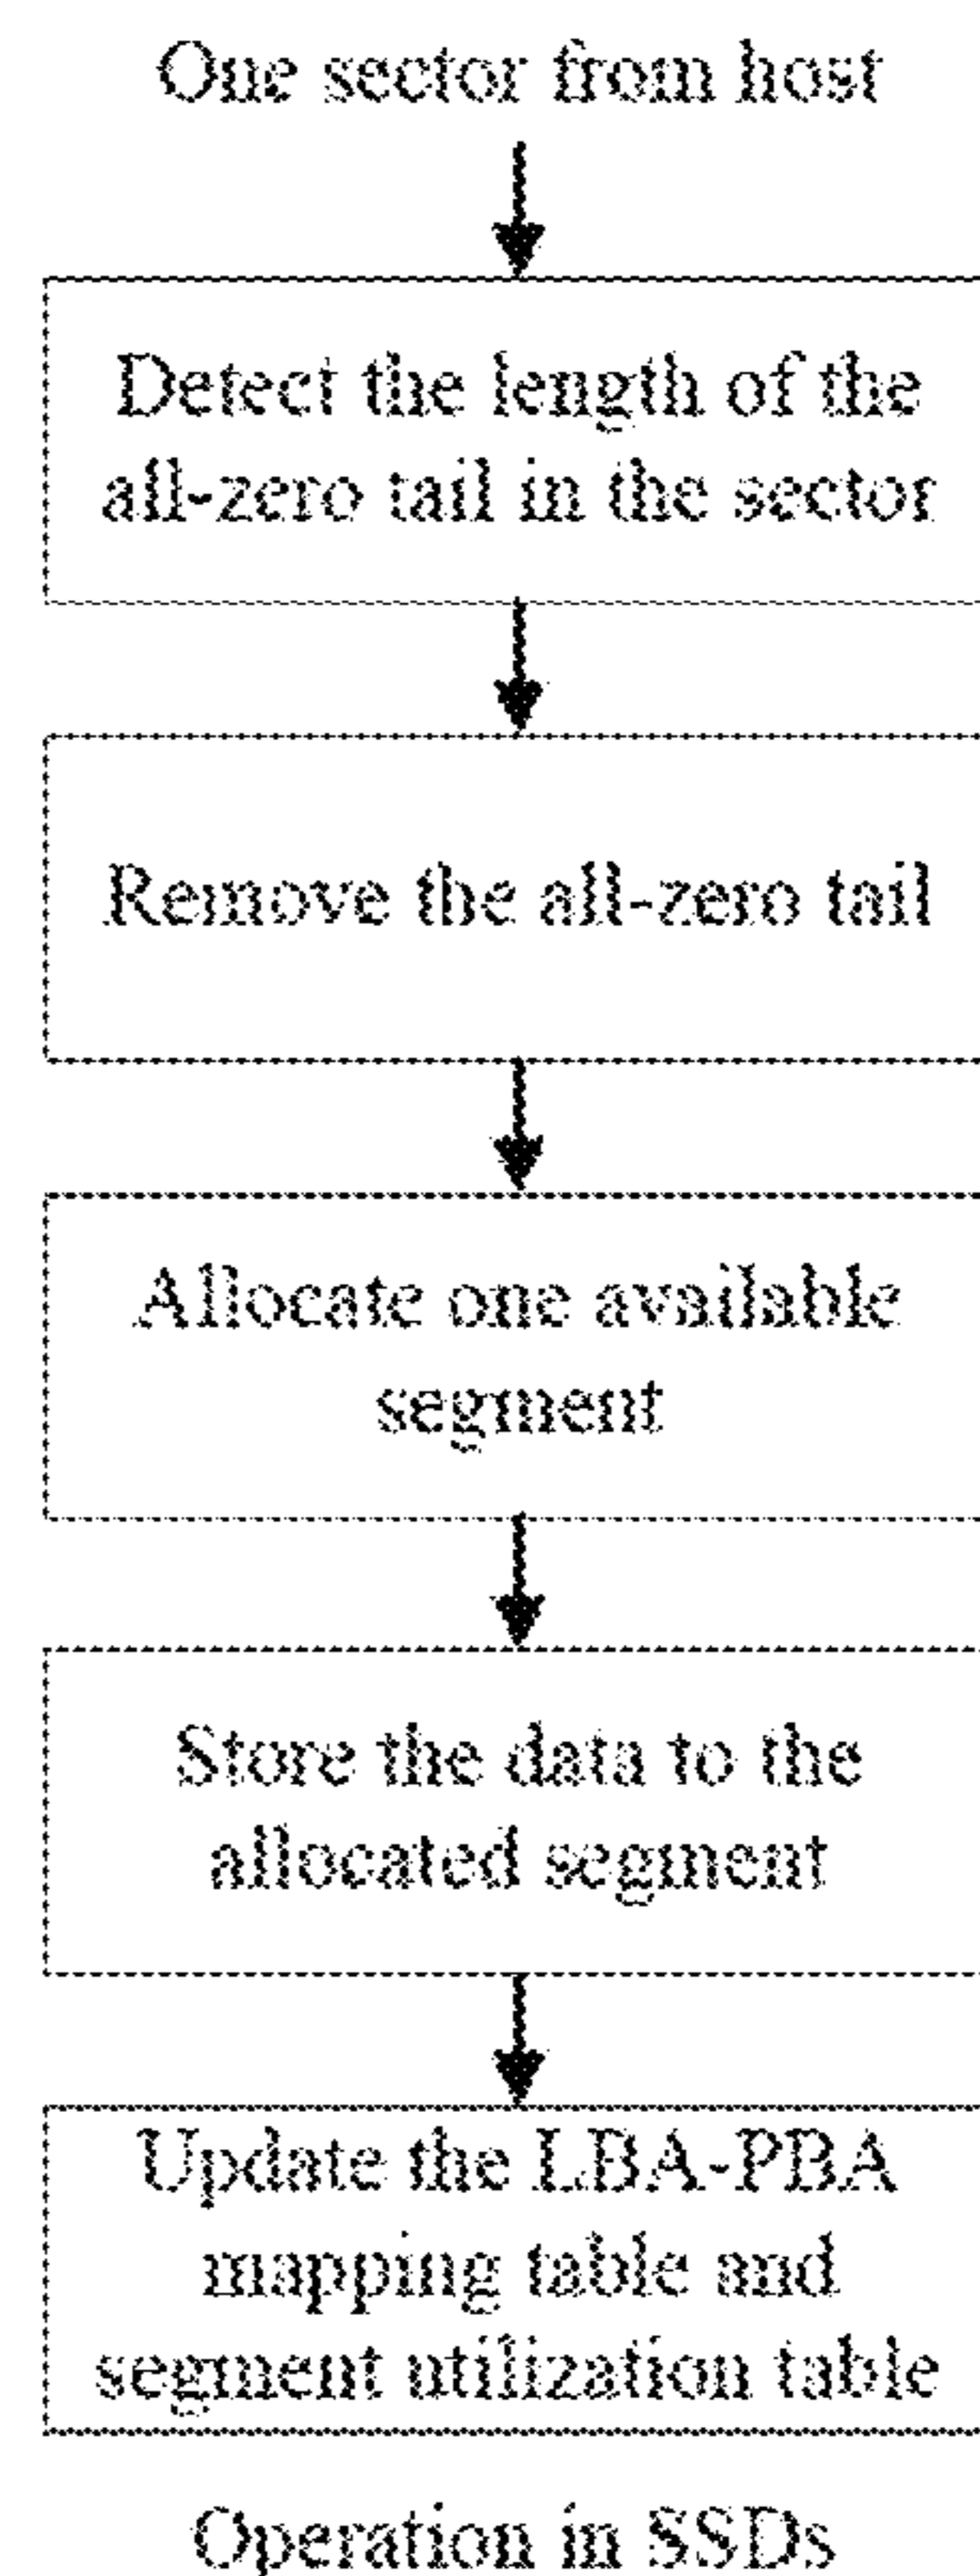 One sector from host
Detect the length of the
all-zero tail in the sector
Remove the all-zero tail
Allocate one available
segment
Store the data to the
allocated segment
Update the LBA-PBA
mapping table and
segment utilization table
Operation in SSDs